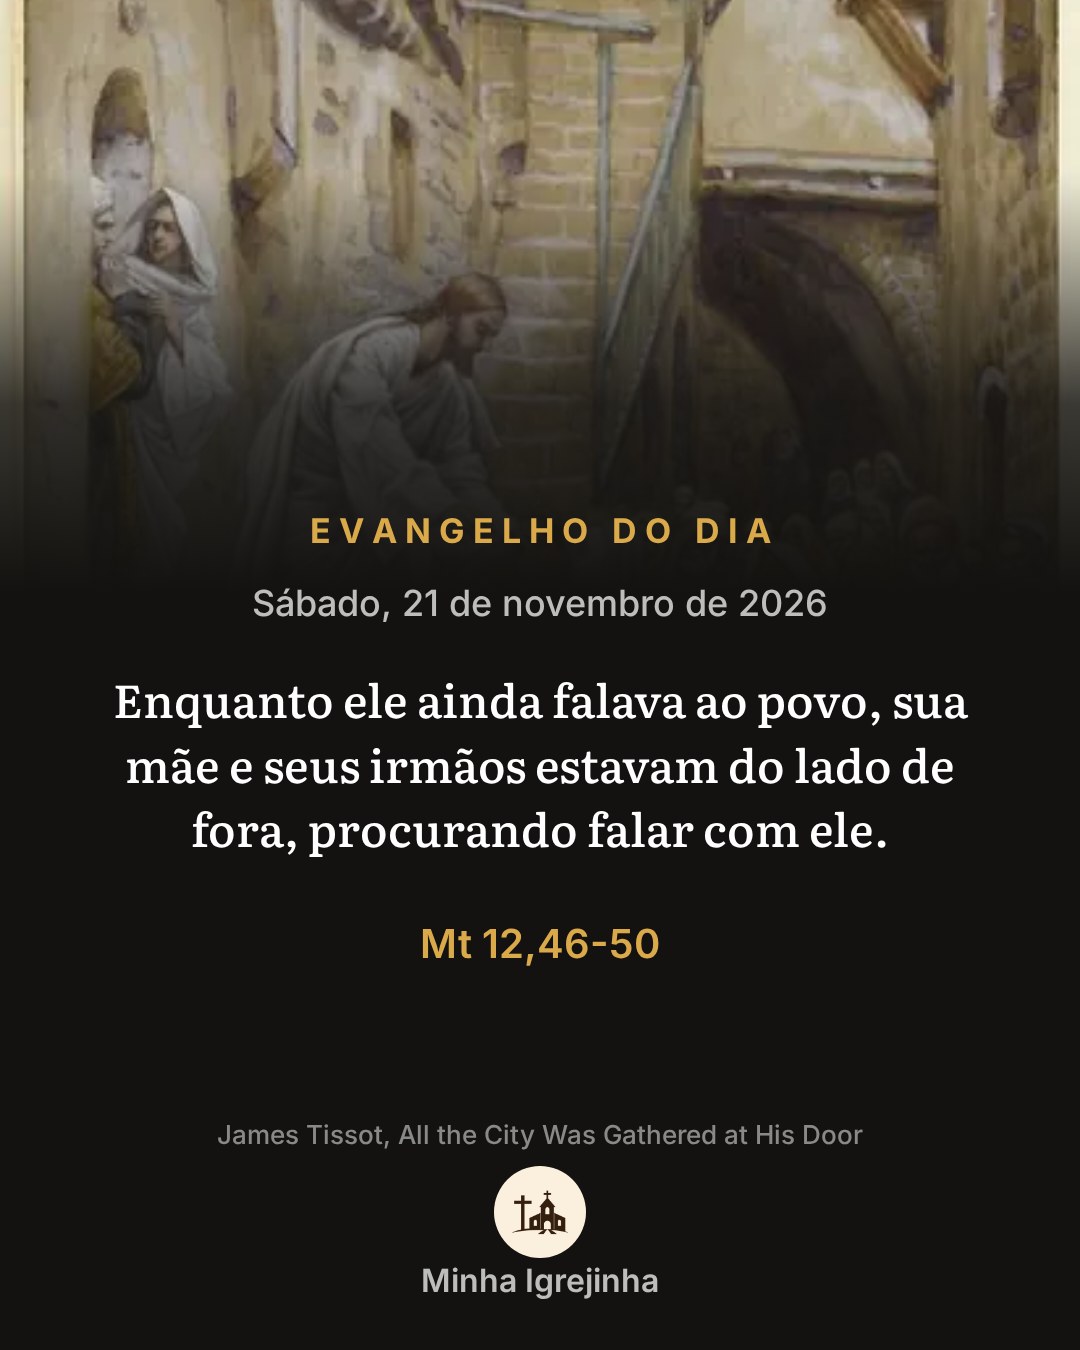 EVANGELHO DO DIA
Sábado, 21 de novembro de 2026
Enquanto ele ainda falava ao povo, sua
mãe e seus irmãos estavam do lado de
fora, procurando falar com ele.
Mt 12,46-50
James Tissot, All the City Was Gathered at His Door
Minha Igrejinha